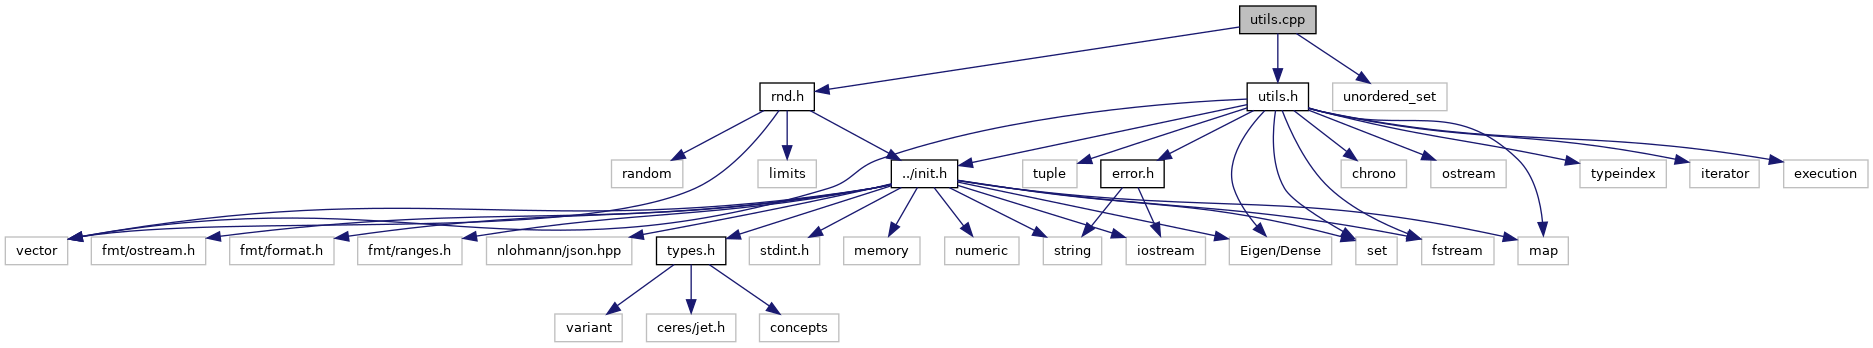 utils.cpp
rnd.h
utils.h
unordered_set
random
limits
../init.h
tuple
error.h
chrono
ostream
typeindex
iterator
execution
vector
fmt/ostream.h
fmt/format.h
fmt/ranges.h
nlohmann/json.hpp
types.h
stdint.h
memory
numeric
string
iostream
Eigen/Dense
set
fstream
map
variant
ceres/jet.h
concepts